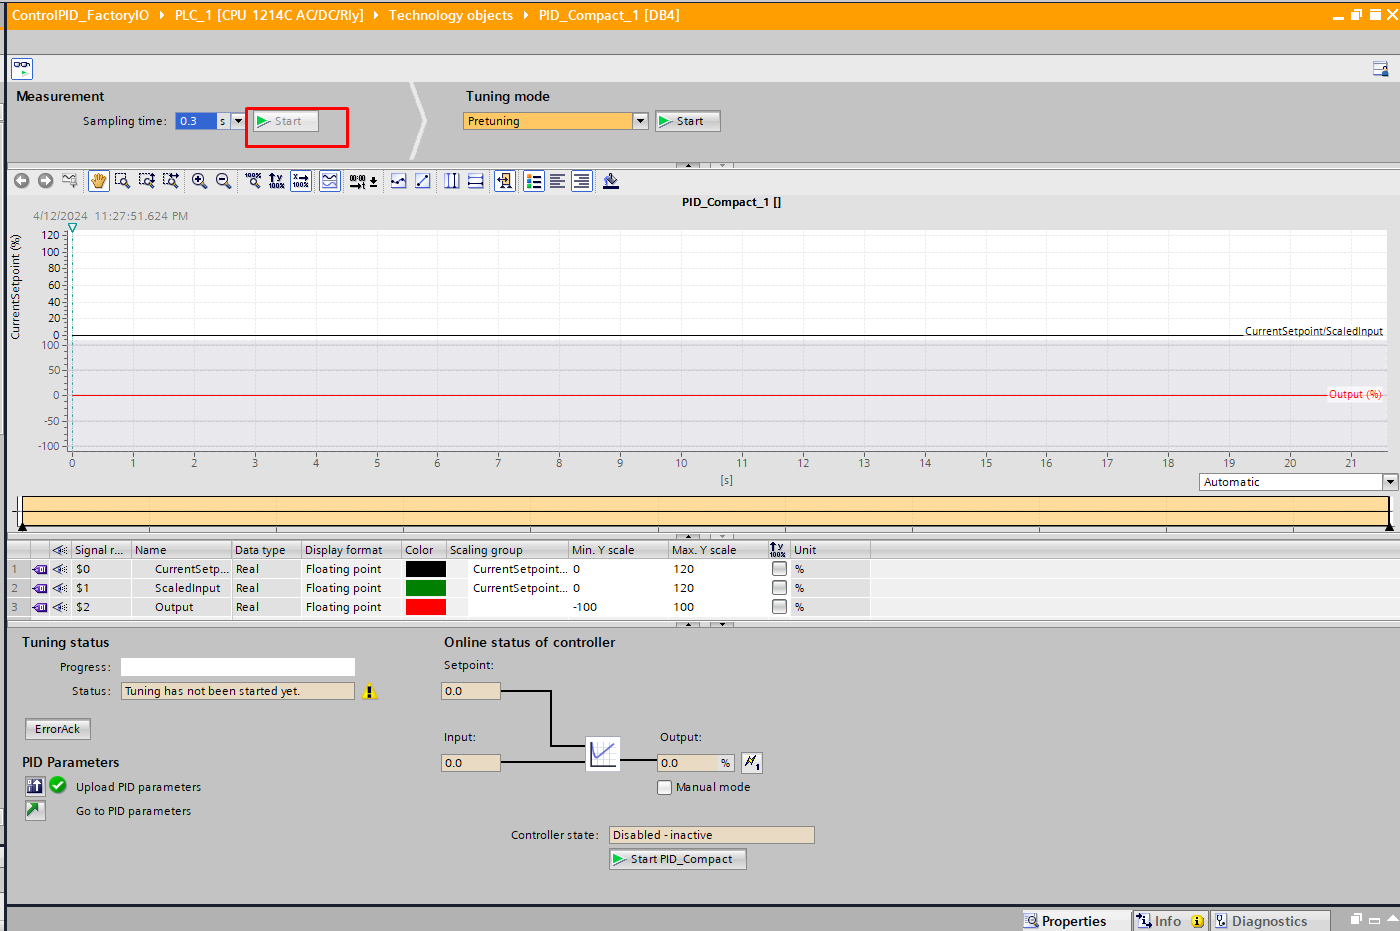 ControlPID_FactoryIO PLC_1 [CPU 1214C AC/DC/Rly] Technology objects PID_Compact_1 [DB4]
Measurement
Sampling time: 0.3 s Start
Tuning mode
Pretuning Start
PID_Compact_1 []
4/12/2024 11:27:51.624 PM
CurrentSetpoint (%)
120
100
80
60
40
20
0
CurrentSetpoint/ScaledInput
100
50
0
-50
-100
Output (%)
0 1 2 3 4 5 6 7 8 9 10 11 12 13 14 15 16 17 18 19 20 21
[s]
Automatic
Signal r... Name Data type Display format Color Scaling group Min. Y scale Max. Y scale Unit
1 $0 CurrentSetp... Real Floating point CurrentSetpoint... 0 120 %
2 $1 ScaledInput Real Floating point CurrentSetpoint... 0 120 %
3 $2 Output Real Floating point -100 100 %
Tuning status
Progress:
Status: Tuning has not been started yet.
ErrorAck
PID Parameters
Upload PID parameters
Go to PID parameters
Online status of controller
Setpoint:
0.0
Input:
0.0
Output:
0.0 %
Manual mode
Controller state: Disabled - inactive
Start PID_Compact
Properties Info Diagnostics